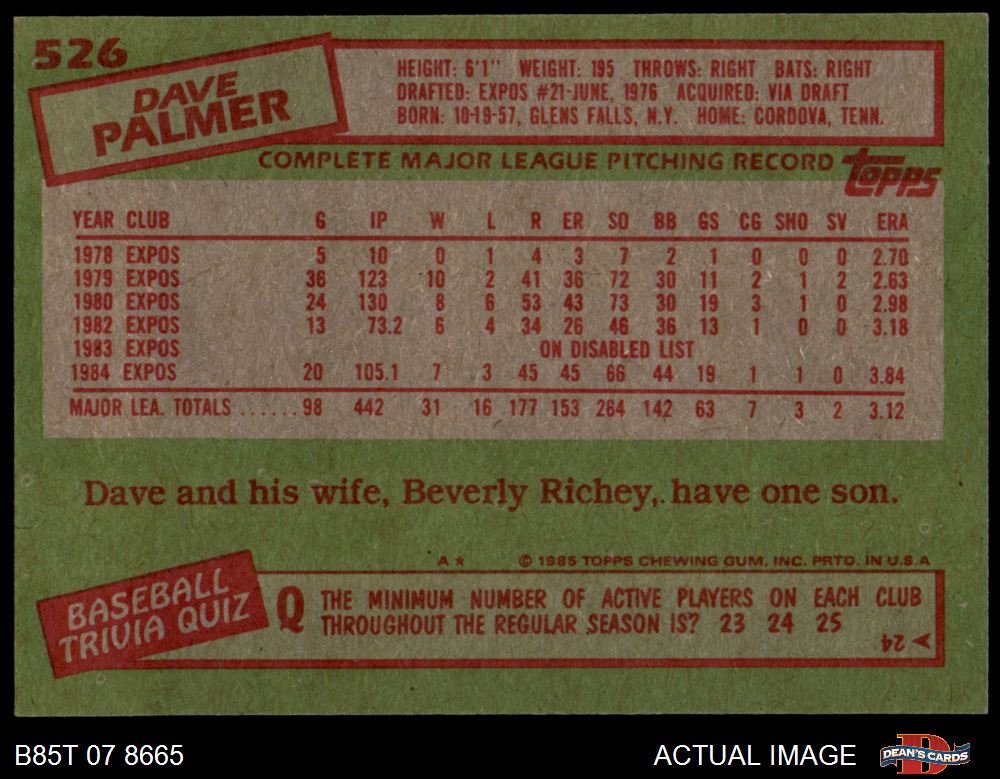 526
DAVE
PALMER
HEIGHT: 6'1" WEIGHT: 195 THROWS: RIGHT BATS: RIGHT
DRAFTED: EXPOS #21-JUNE, 1976 ACQUIRED: VIA DRAFT
BORN: 10-19-57, GLENS FALLS, N.Y. HOME: CORDOVA, TENN.
COMPLETE MAJOR LEAGUE PITCHING RECORD topps
YEAR CLUB G IP W L R ER SO BB GS CG SHO SV ERA
1978 EXPOS 5 10 0 1 4 3 7 2 1 0 0 0 2.70
1979 EXPOS 36 123 10 2 41 36 72 30 11 2 1 2 2.63
1980 EXPOS 24 130 8 6 53 43 73 30 19 3 1 0 2.98
1982 EXPOS 13 73.2 6 4 34 26 46 36 13 1 0 0 3.18
1983 EXPOS ON DISABLED LIST
1984 EXPOS 20 105.1 7 3 45 45 66 44 19 1 1 0 3.84
MAJOR LEA. TOTALS ......98 442 31 16 177 153 264 142 63 7 3 2 3.12
Dave and his wife, Beverly Richey, have one son.
A* © 1985 TOPPS CHEWING GUM, INC. PRTD. IN U.S.A
BASEBALL
TRIVIA QUIZ
Q THE MINIMUM NUMBER OF ACTIVE PLAYERS ON EACH CLUB
THROUGHOUT THE REGULAR SEASON IS? 23 24 25
24
B85T 07 8665
ACTUAL IMAGE
DEAN'S CARDS